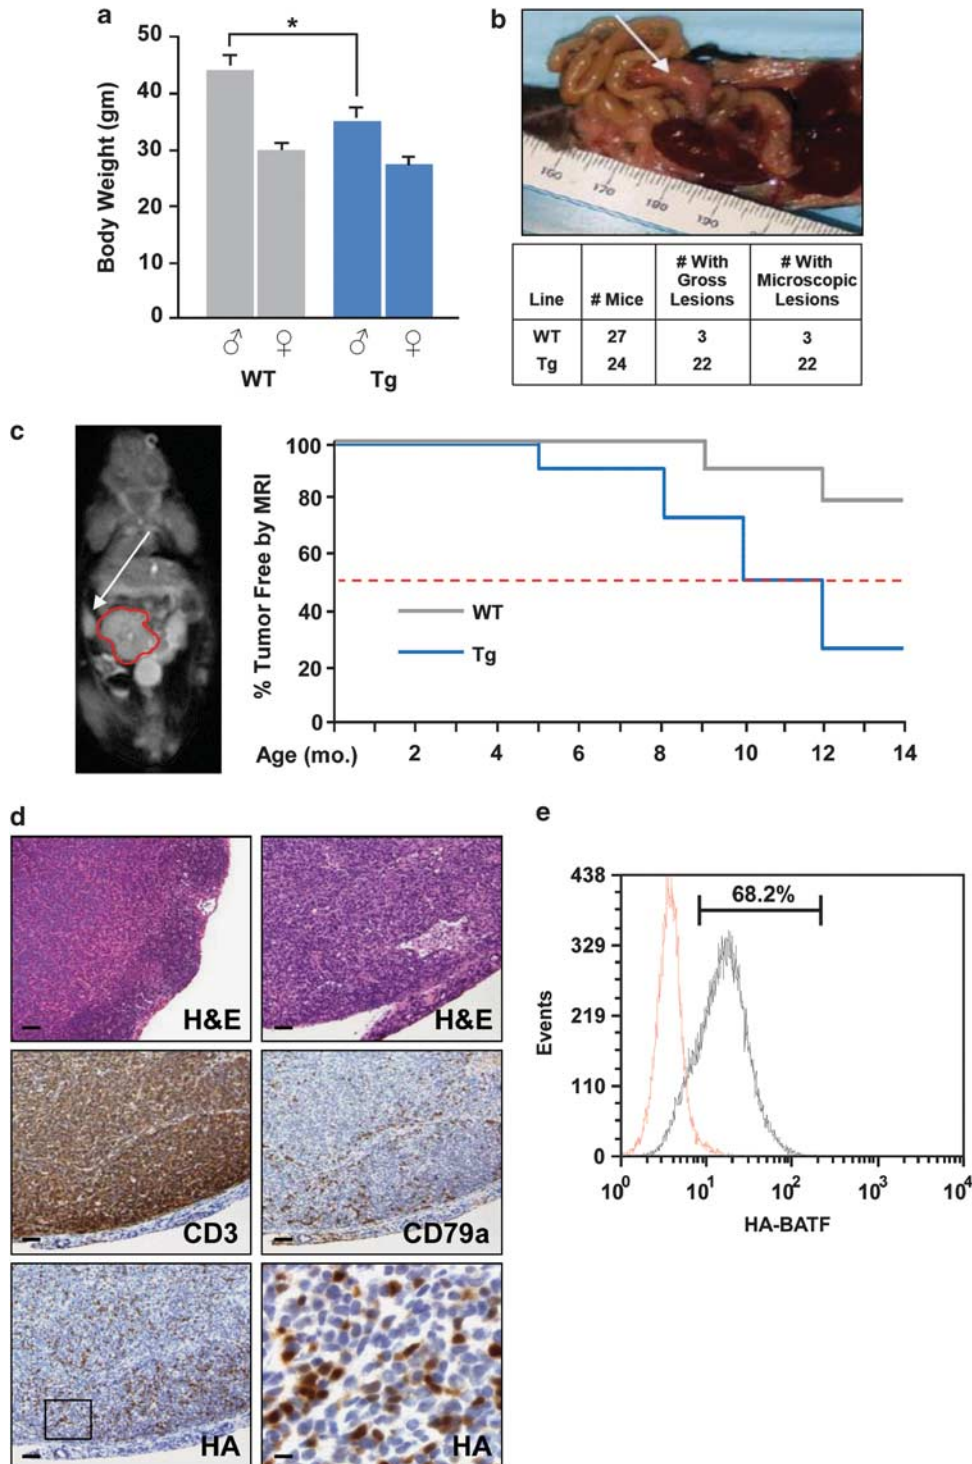 a
50
40
30
20
10
0
Body Weight (gm)
*
♂ ♀ ♂ ♀
WT Tg
b
160 170 180 190
Line # Mice # With Gross Lesions # With Microscopic Lesions
WT 27 3 3
Tg 24 22 22
c
% Tumor Free by MRI
100
80
60
40
20
0
WT
Tg
Age (mo.) 2 4 6 8 10 12 14
d
H&E
H&E
CD3
CD79a
HA
HA
e
68.2%
Events
438
329
219
110
0
10⁰ 10¹ 10² 10³ 10⁴
HA-BATF